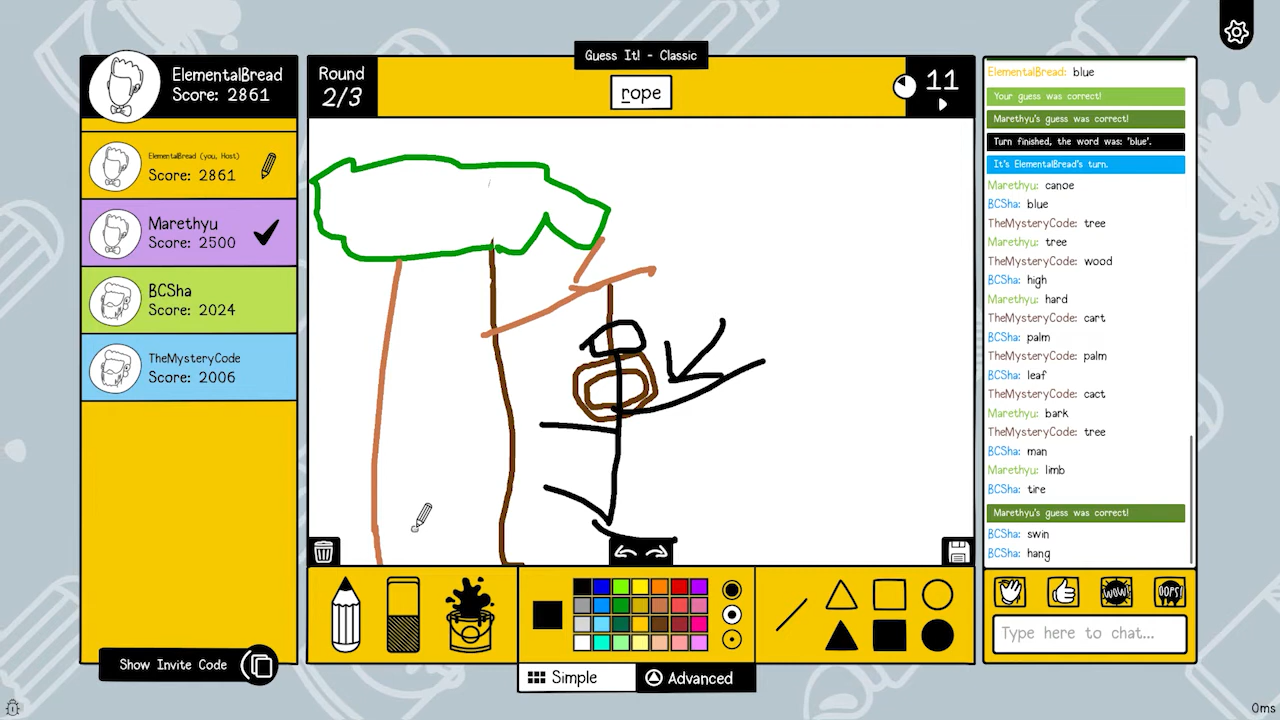 Guess It! - Classic
ElementalBread
Score: 2861
Round
2/3
rope
11
ElementalBread (you, Host)
Score: 2861
Marethyu
Score: 2500
BCSha
Score: 2024
TheMysteryCode
Score: 2006
ElementalBread: blue
Your guess was correct!
Marethyu's guess was correct!
Turn finished, the word was: 'blue'.
It's ElementalBread's turn.
Marethyu: canoe
BCSha: blue
TheMysteryCode: tree
Marethyu: tree
TheMysteryCode: wood
BCSha: high
Marethyu: hard
TheMysteryCode: cart
BCSha: palm
TheMysteryCode: palm
BCSha: leaf
TheMysteryCode: cact
Marethyu: bark
TheMysteryCode: tree
BCSha: man
Marethyu: limb
BCSha: tire
Marethyu's guess was correct!
BCSha: swin
BCSha: hang
WOW!
OOPS!
Type here to chat...
Show Invite Code
Simple
Advanced
0ms